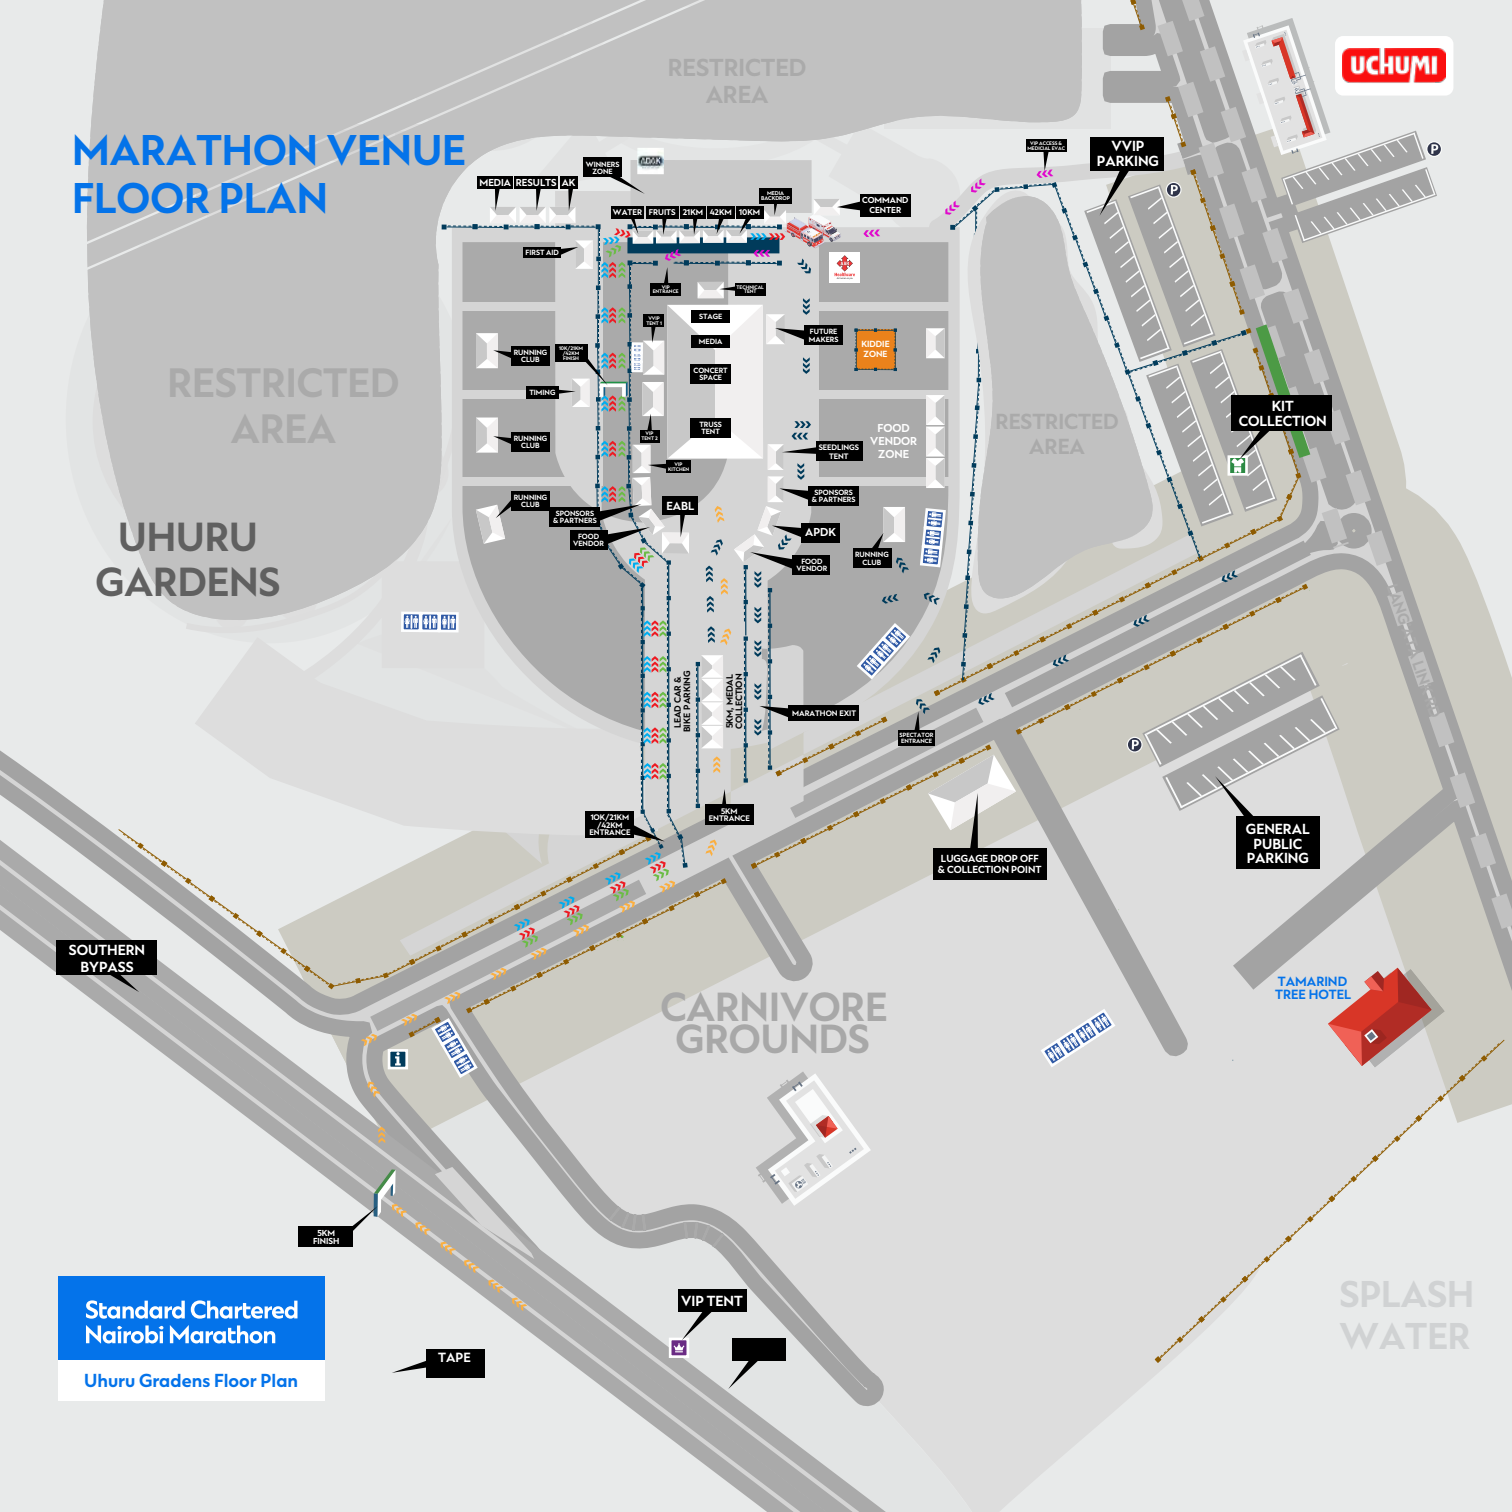 MARATHON VENUE
FLOOR PLAN
RESTRICTED
AREA
UCHUMI
VVIP
PARKING
P
P
VIP ACCESS &
MEDICIAL EVAC
WINNERS
ZONE
ADAK
MEDIA
RESULTS
AK
WATER
FRUITS
21KM
42KM
10KM
MEDIA
BACKDROP
COMMAND
CENTER
FIRST AID
VIP
ENTRANCE
TECHNICAL
TENT
Healthcare
STAGE
MEDIA
CONCERT
SPACE
TRUSS
TENT
VVIP
TENT 1
VIP
TENT 2
VIP
KITCHEN
FUTURE
MAKERS
KIDDIE
ZONE
RUNNING
CLUB
10K/21KM
/42KM
FINISH
TIMING
RUNNING
CLUB
RUNNING
CLUB
RESTRICTED
AREA
FOOD
VENDOR
ZONE
SEEDLINGS
TENT
SPONSORS
& PARTNERS
APDK
FOOD
VENDOR
RUNNING
CLUB
RESTRICTED
AREA
KIT
COLLECTION
SPONSORS
& PARTNERS
FOOD
VENDOR
EABL
UHURU
GARDENS
LEAD CAR &
BIKE PARKING
5KM, MEDAL
COLLECTION
MARATHON EXIT
SPECTATOR
ENTRANCE
10K/21KM
/42KM
ENTRANCE
5KM
ENTRANCE
LUGGAGE DROP OFF
& COLLECTION POINT
P
GENERAL
PUBLIC
PARKING
SOUTHERN
BYPASS
CARNIVORE
GROUNDS
TAMARIND
TREE HOTEL
i
5KM
FINISH
Standard Chartered
Nairobi Marathon
Uhuru Gradens Floor Plan
TAPE
VIP TENT
SPLASH
WATER